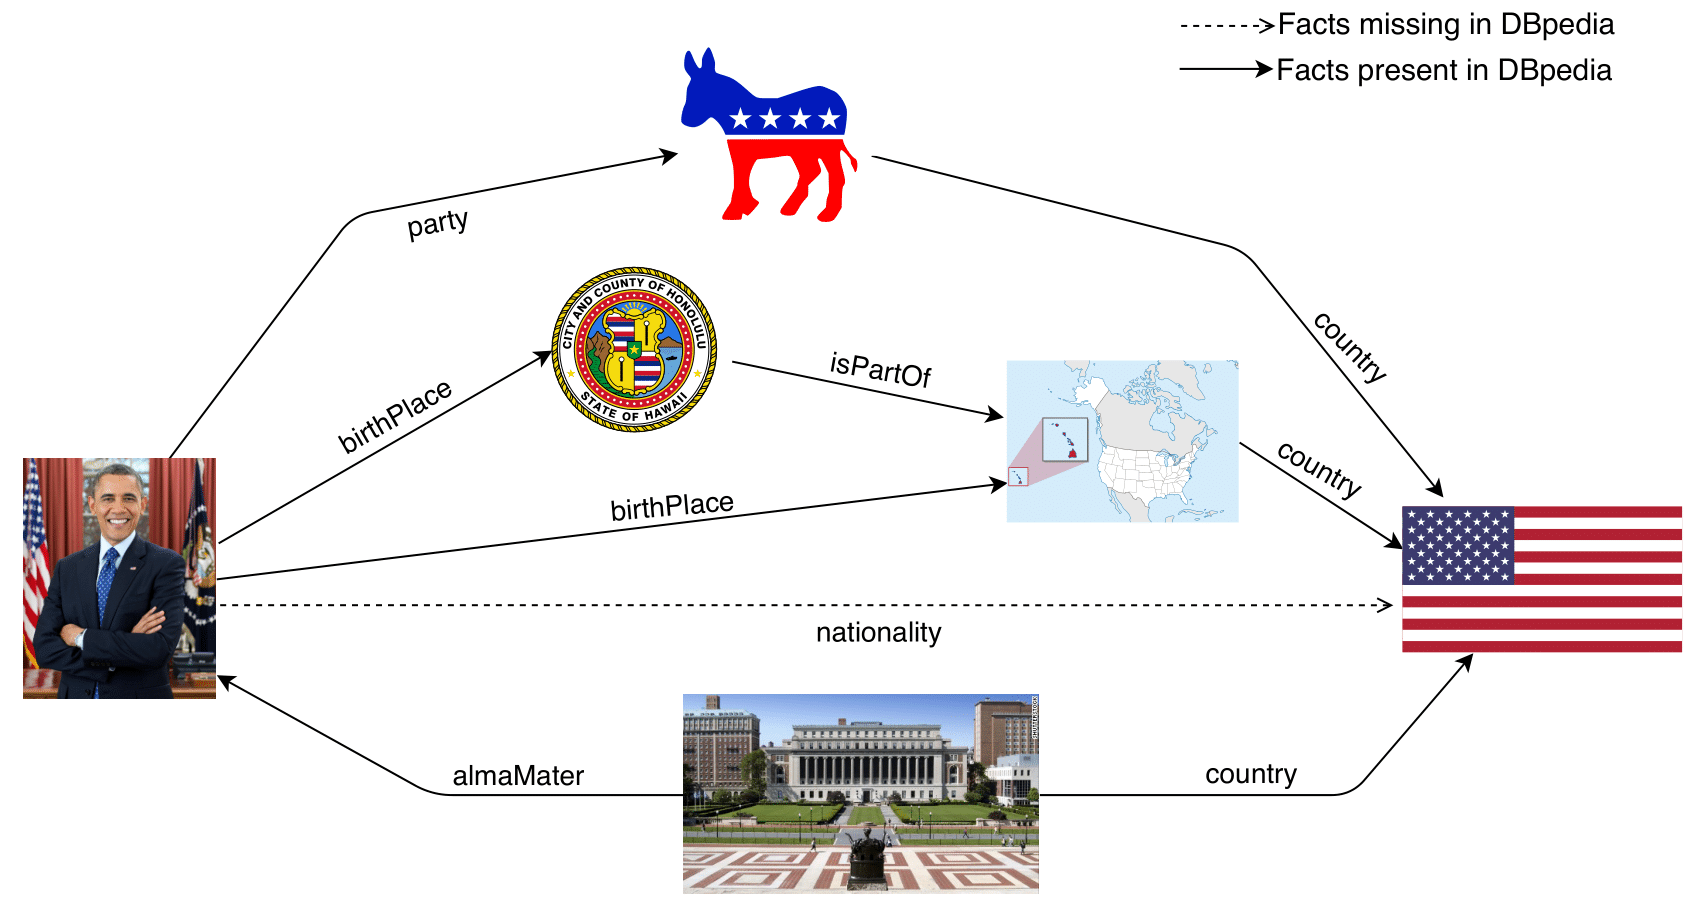 Facts missing in DBpedia
Facts present in DBpedia
party
country
CITY AND COUNTY OF HONOLULU
STATE OF HAWAII
birthPlace
isPartOf
country
birthPlace
nationality
almaMater
country
SHUTTERSTOCK